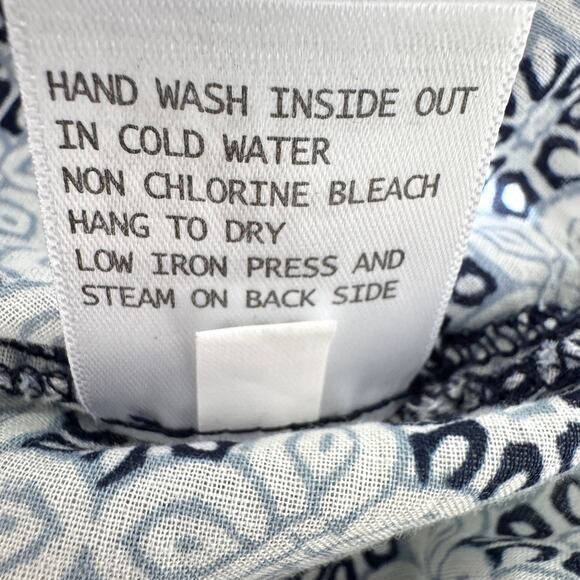 HAND WASH INSIDE OUT
IN COLD WATER
NON CHLORINE BLEACH
HANG TO DRY
LOW IRON PRESS AND
STEAM ON BACK SIDE